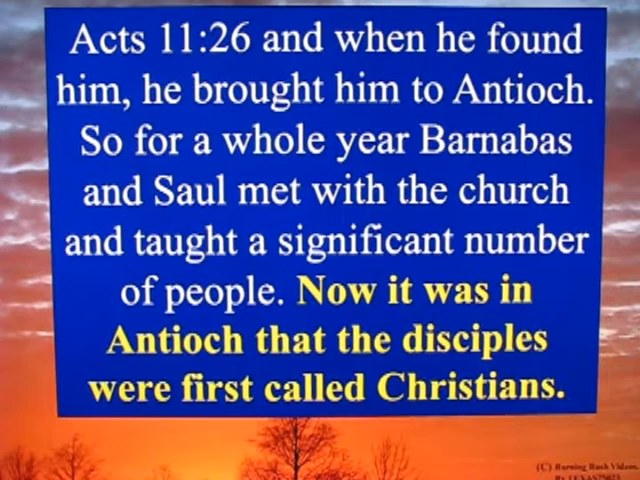 Acts 11:26 and when he found
him, he brought him to Antioch.
So for a whole year Barnabas
and Saul met with the church
and taught a significant number
of people. Now it was in
Antioch that the disciples
were first called Christians.
(C) Burning Bush Videos.
By TEXAS75023